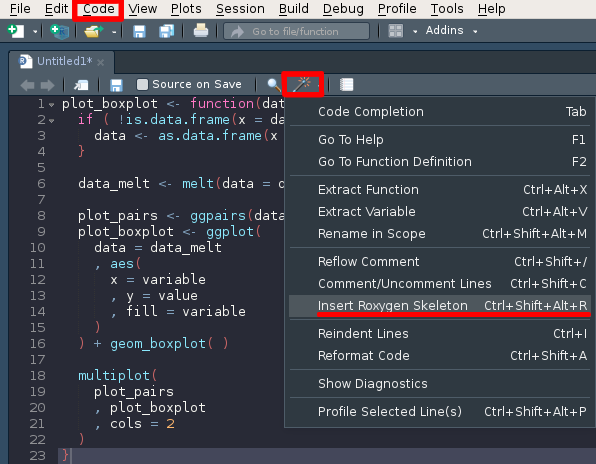 File Edit Code View Plots Session Build Debug Profile Tools Help
Go to file/function Addins
Untitled1*
Source on Save
1 plot_boxplot <- function(dat
2 if ( !is.data.frame(x = da
3 data <- as.data.frame(x
4 }
5
6 data_melt <- melt(data = d
7
8 plot_pairs <- ggpairs(data
9 plot_boxplot <- ggplot(
10 data = data_melt
11 , aes(
12 x = variable
13 , y = value
14 , fill = variable
15 )
16 ) + geom_boxplot( )
17
18 multiplot(
19 plot_pairs
20 , plot_boxplot
21 , cols = 2
22 )
23 }
Code Completion Tab
Go To Help F1
Go To Function Definition F2
Extract Function Ctrl+Alt+X
Extract Variable Ctrl+Alt+V
Rename in Scope Ctrl+Shift+Alt+M
Reflow Comment Ctrl+Shift+/
Comment/Uncomment Lines Ctrl+Shift+C
Insert Roxygen Skeleton Ctrl+Shift+Alt+R
Reindent Lines Ctrl+I
Reformat Code Ctrl+Shift+A
Show Diagnostics
Profile Selected Line(s) Ctrl+Shift+Alt+P